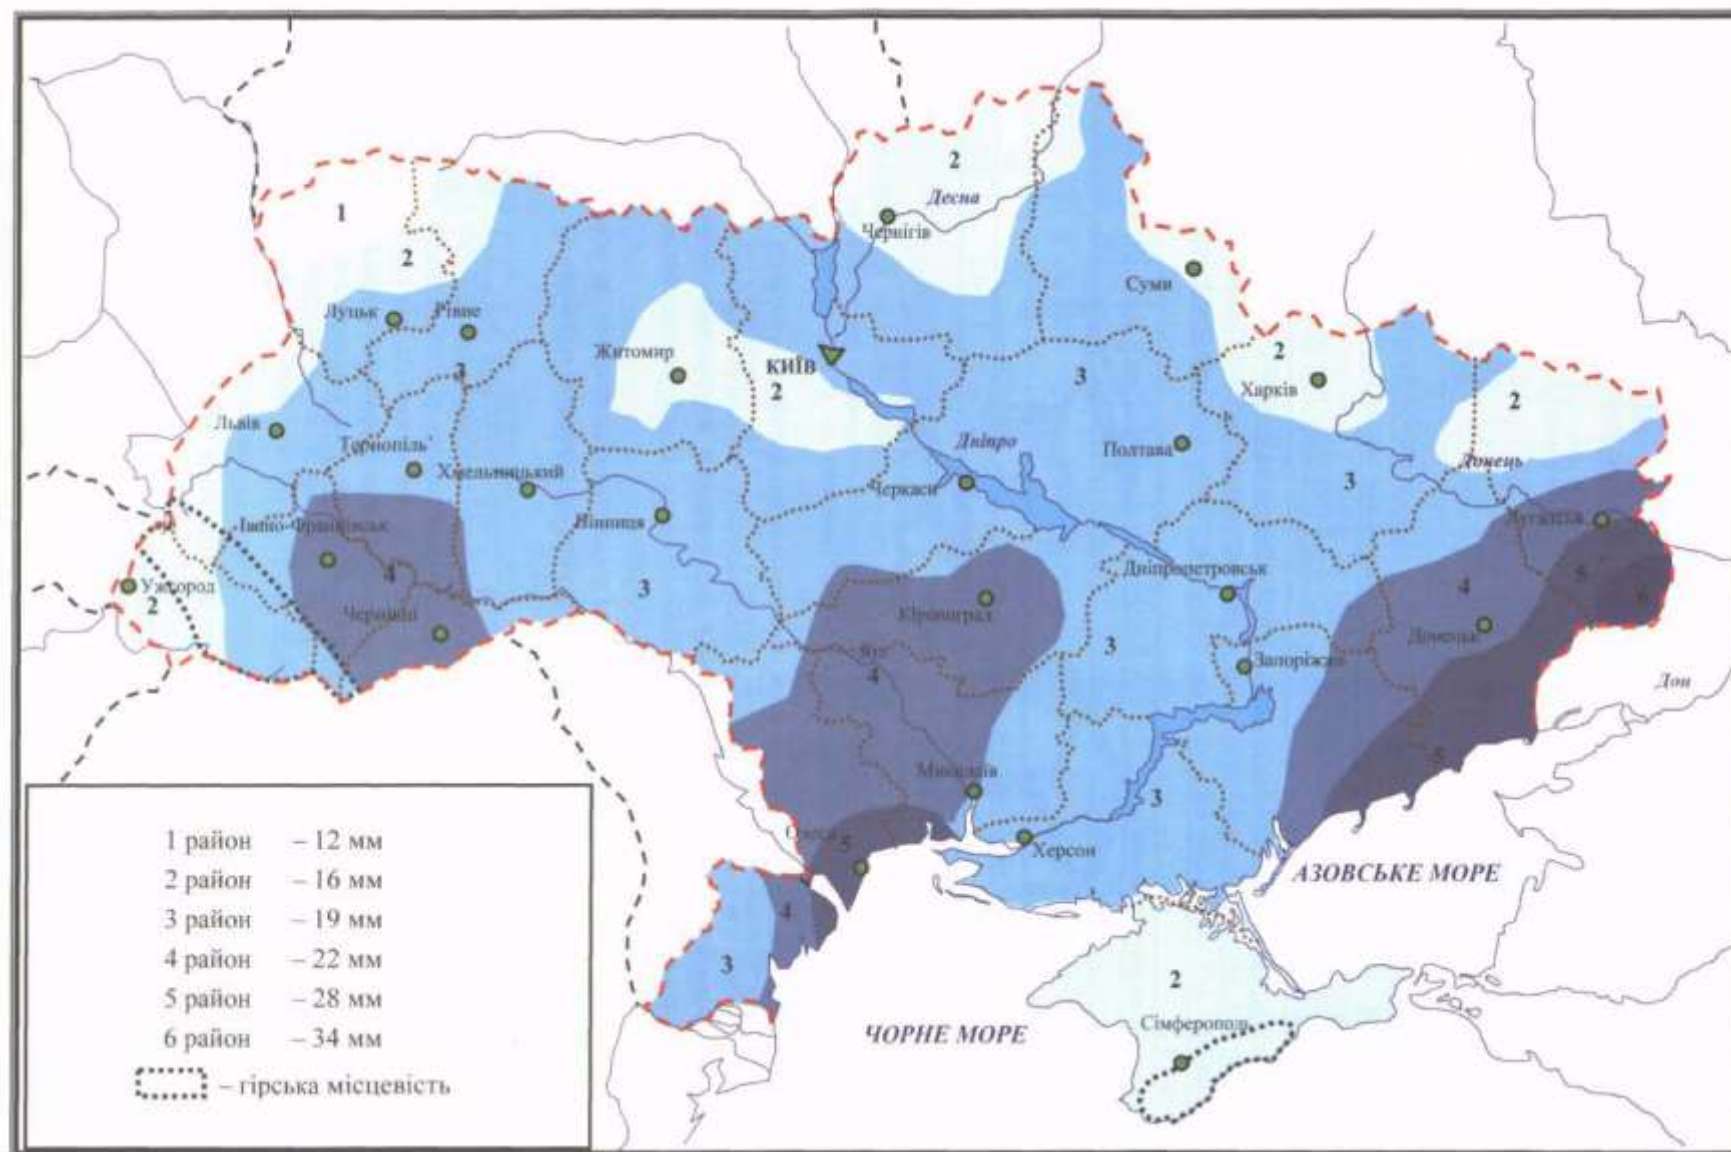 2
1
Десна
2
Чернігів
Суми
Луцьк
Рівне
2
Житомир
КИЇВ
3
3
2
Харків
2
2
Львів
Тернопіль
Дніпро
Полтава
Донець
Хмельницький
Черкаси
3
Івано-Франківськ
Вінниця
Луганськ
4
Ужгород
2
3
Дніпропетровськ
5
6
Чернівці
Кіровоград
4
Донецьк
Буг
4
3
Запоріжжя
Дон
Миколаїв
5
3
Одеса
5
Херсон
АЗОВСЬКЕ МОРЕ
4
3
2
Сімферополь
ЧОРНЕ МОРЕ
1 район – 12 мм
2 район – 16 мм
3 район – 19 мм
4 район – 22 мм
5 район – 28 мм
6 район – 34 мм
– гірська місцевість